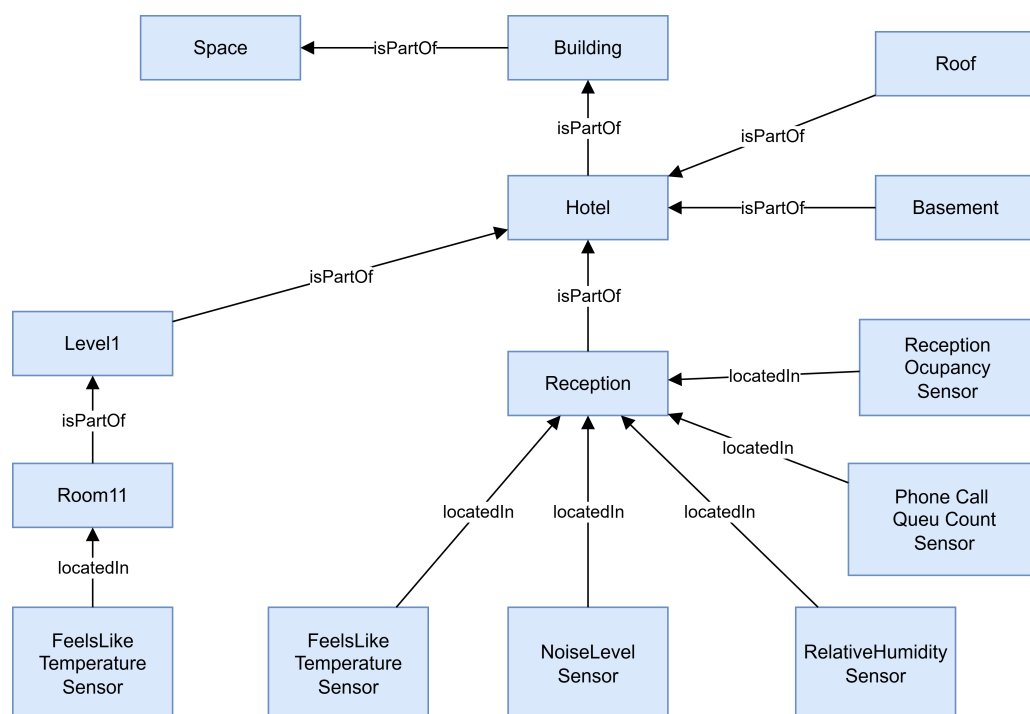 Space
isPartOf
Building
Roof
isPartOf
isPartOf
Hotel
isPartOf
Basement
isPartOf
isPartOf
Level1
Reception
locatedIn
Reception
Ocupancy
Sensor
isPartOf
locatedIn
Room11
Phone Call
Queu Count
Sensor
locatedIn
locatedIn
locatedIn
locatedIn
FeelsLike
Temperature
Sensor
FeelsLike
Temperature
Sensor
NoiseLevel
Sensor
RelativeHumidity
Sensor